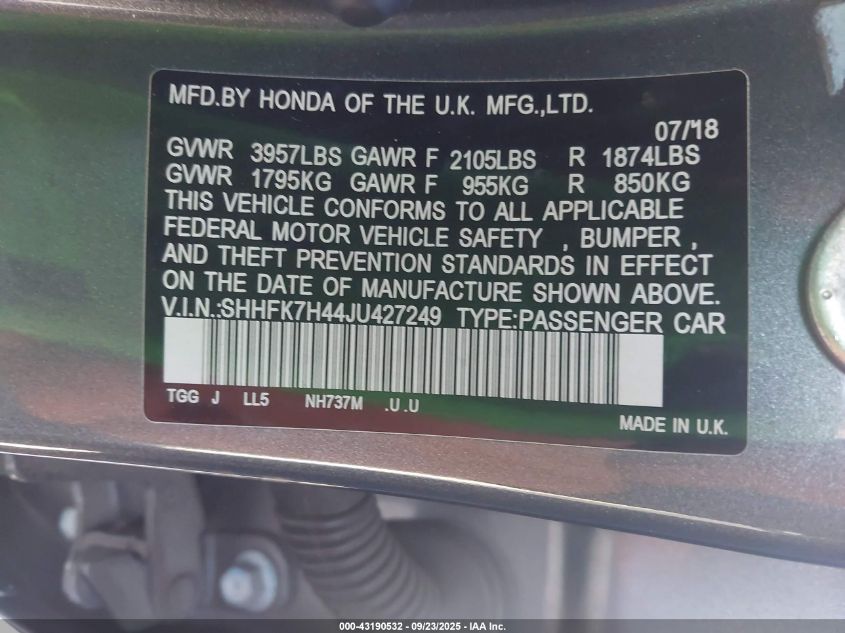 MFD.BY HONDA OF THE U.K. MFG.,LTD.
07/18
GVWR 3957LBS GAWR F 2105LBS R 1874LBS
GVWR 1795KG GAWR F 955KG R 850KG
THIS VEHICLE CONFORMS TO ALL APPLICABLE
FEDERAL MOTOR VEHICLE SAFETY , BUMPER ,
AND THEFT PREVENTION STANDARDS IN EFFECT
ON THE DATE OF MANUFACTURE SHOWN ABOVE.
V.I.N.:SHHFK7H44JU427249 TYPE:PASSENGER CAR
TGG J LL5 NH737M .U .U
MADE IN U.K.
000-43190532 - 09/23/2025 - IAA Inc.